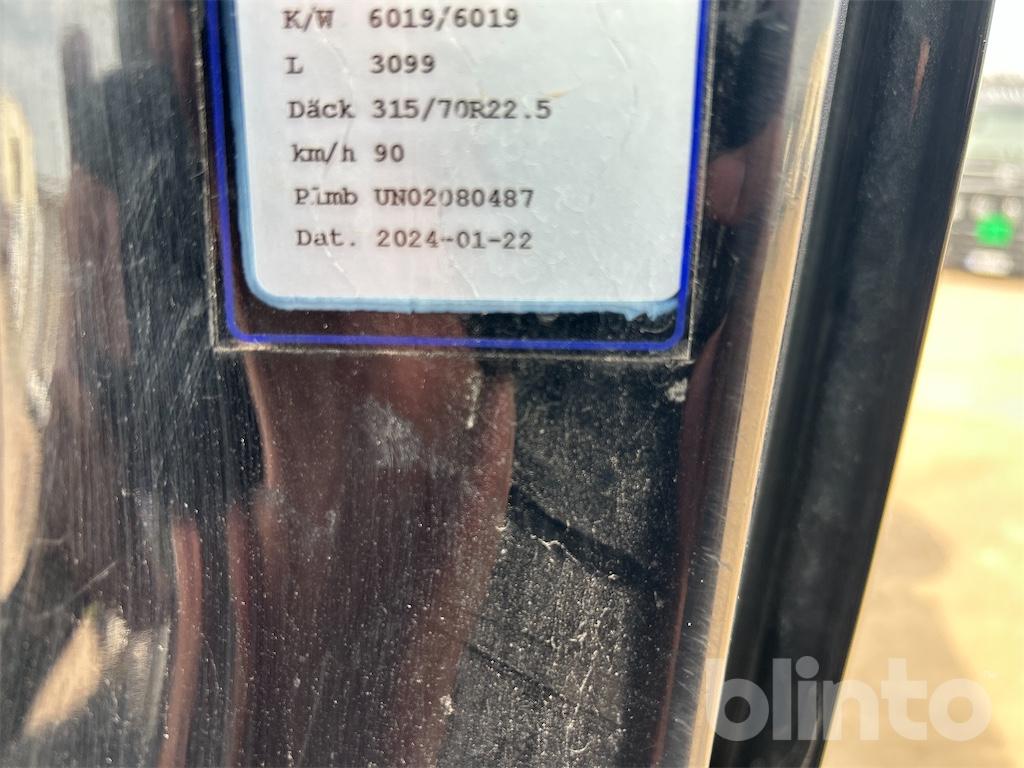 K/W 6019/6019
L 3099
Däck 315/70R22.5
km/h 90
Plmb UN02080487
Dat. 2024-01-22
blinto